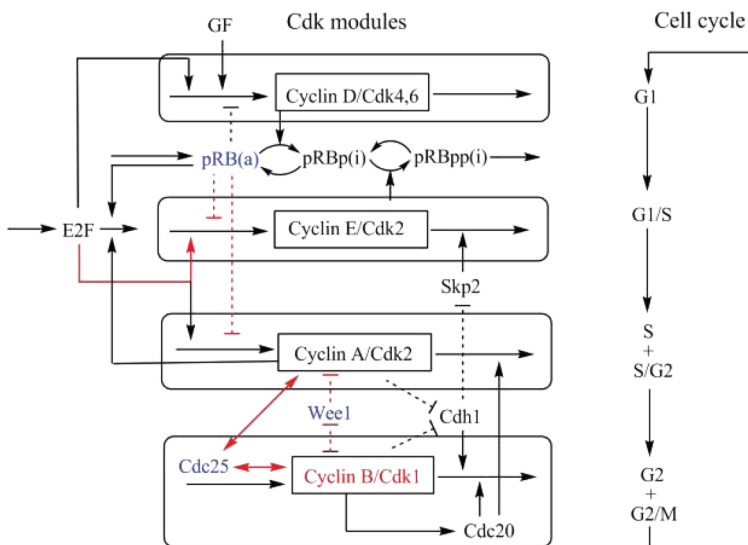 GF
Cdk modules
Cell cycle
Cyclin D/Cdk4,6
G1
pRB(a)
pRBp(i)
pRBpp(i)
E2F
Cyclin E/Cdk2
G1/S
Skp2
Cyclin A/Cdk2
S
+
S/G2
Wee1
Cdh1
Cdc25
Cyclin B/Cdk1
G2
+
G2/M
Cdc20